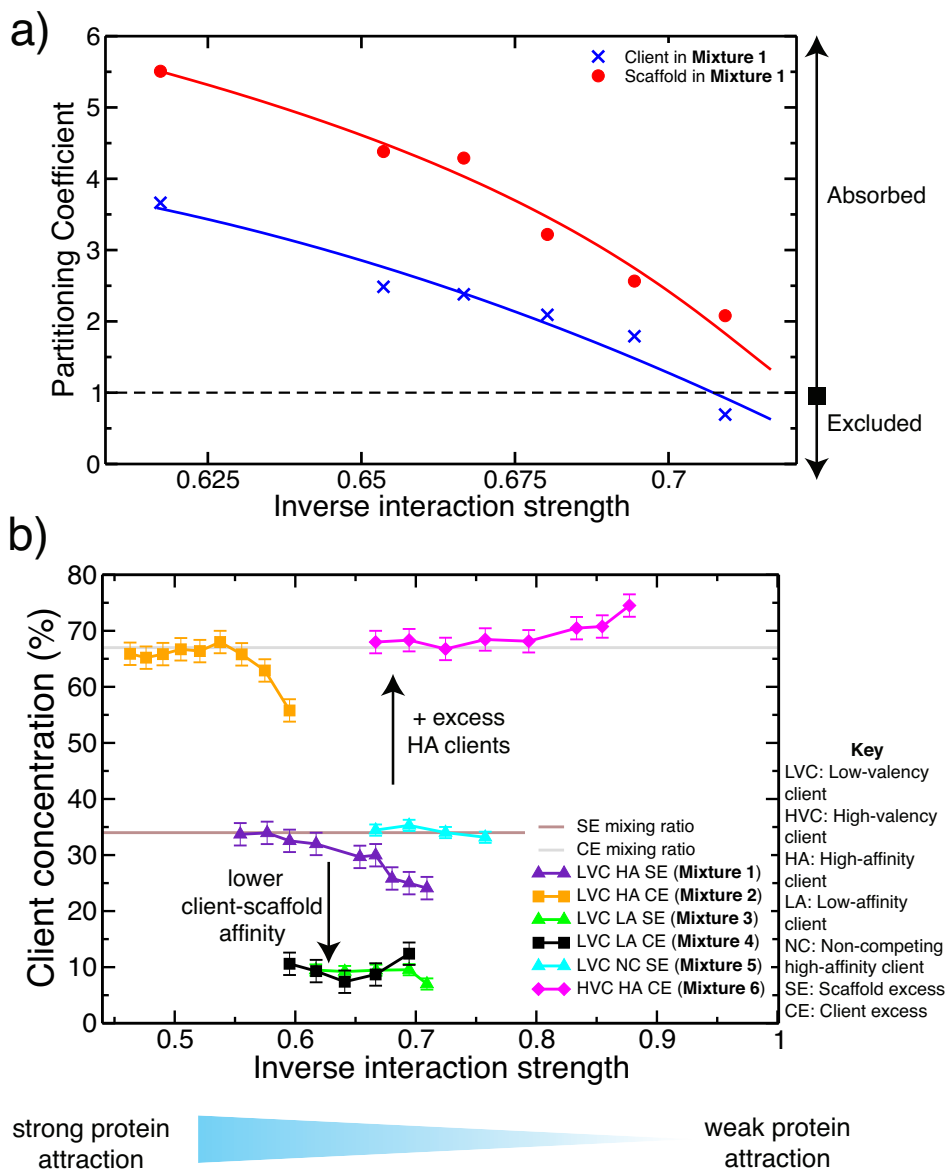 a)
6
5
4
3
2
1
0
Partitioning Coefficient
Client in Mixture 1
Scaffold in Mixture 1
Absorbed
Excluded
0.625
0.65
0.675
0.7
Inverse interaction strength
b)
80
70
60
50
40
30
20
10
0
Client concentration (%)
+ excess
HA clients
lower
client-scaffold
affinity
SE mixing ratio
CE mixing ratio
LVC HA SE (Mixture 1)
LVC HA CE (Mixture 2)
LVC LA SE (Mixture 3)
LVC LA CE (Mixture 4)
LVC NC SE (Mixture 5)
HVC HA CE (Mixture 6)
0.5
0.6
0.7
0.8
0.9
1
Inverse interaction strength
Key
LVC: Low-valency
client
HVC: High-valency
client
HA: High-affinity
client
LA: Low-affinity
client
NC: Non-competing
high-affinity client
SE: Scaffold excess
CE: Client excess
strong protein
attraction
weak protein
attraction